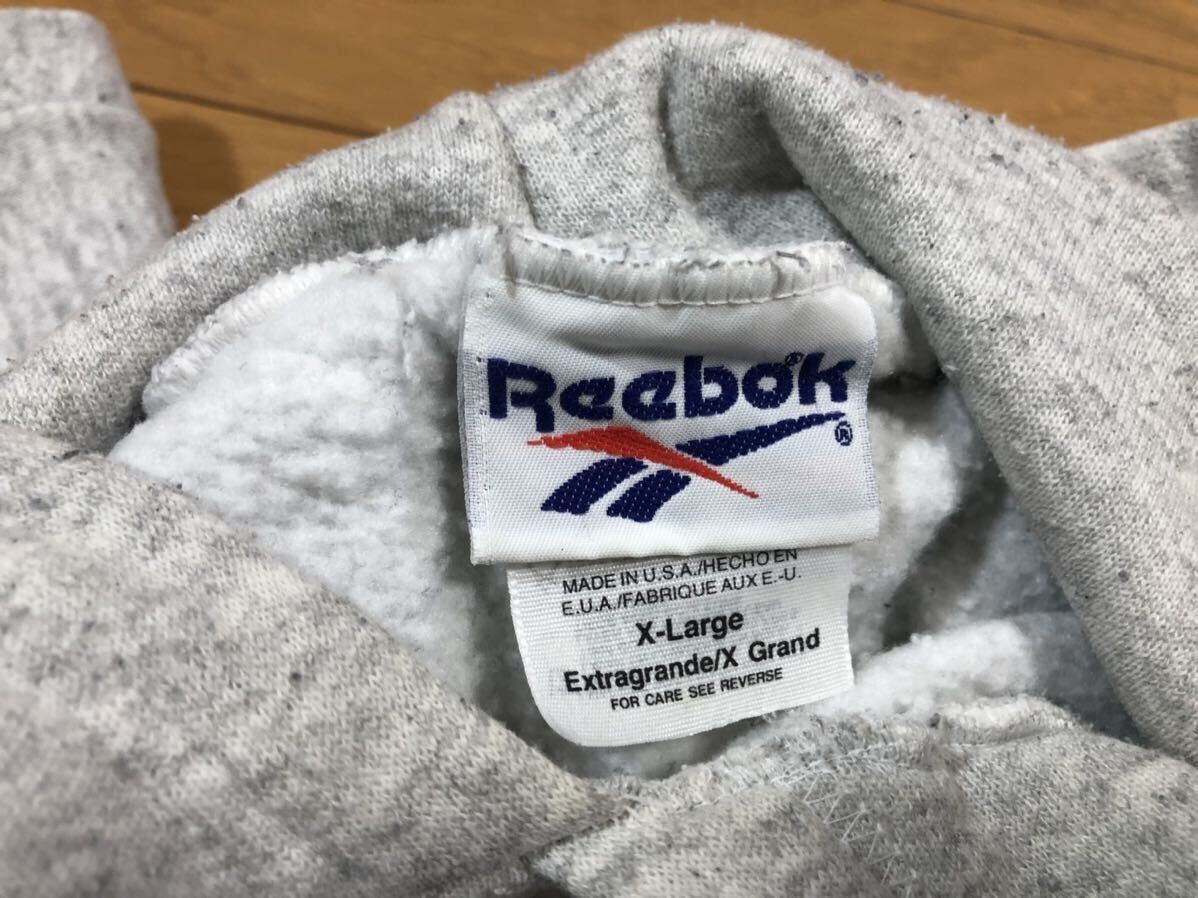 Reebok®
®
MADE IN U.S.A./HECHO EN
E.U.A./FABRIQUE AUX E.-U.
X-Large
Extragrande/X Grand
FOR CARE SEE REVERSE